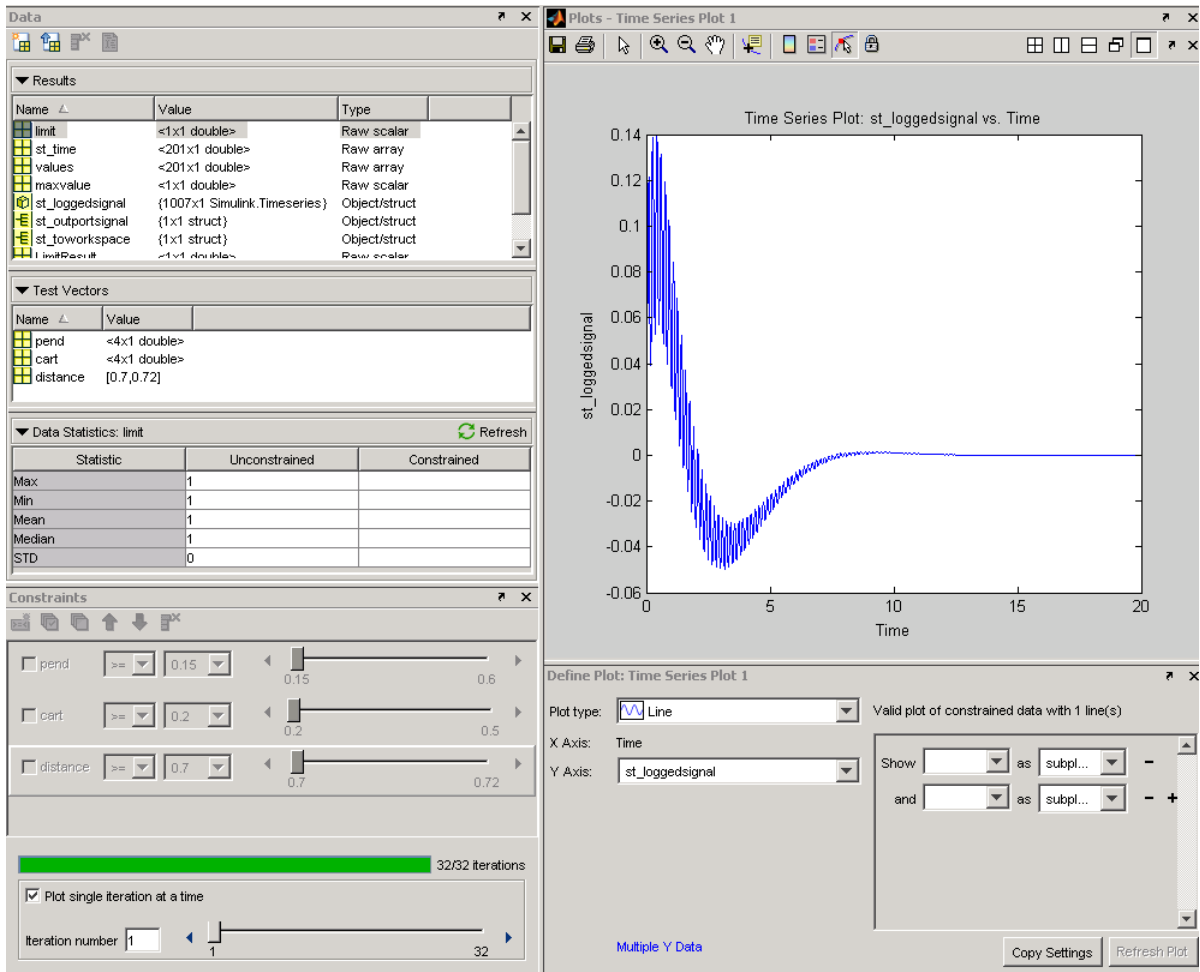 Data
Results
Name Value Type
limit <1x1 double> Raw scalar
st_time <201x1 double> Raw array
values <201x1 double> Raw array
maxvalue <1x1 double> Raw scalar
st_loggedsignal {1007x1 Simulink.Timeseries} Object/struct
st_outportsignal {1x1 struct} Object/struct
st_toworkspace {1x1 struct} Object/struct
LimitResult <1x1 double> Raw scalar
Test Vectors
Name Value
pend <4x1 double>
cart <4x1 double>
distance [0.7,0.72]
Data Statistics: limit Refresh
Statistic Unconstrained Constrained
Max 1
Min 1
Mean 1
Median 1
STD 0
Constraints
pend >= 0.15
0.15 0.6
cart >= 0.2
0.2 0.5
distance >= 0.7
0.7 0.72
32/32 iterations
Plot single iteration at a time
Iteration number 1
1 32
Plots - Time Series Plot 1
Time Series Plot: st_loggedsignal vs. Time
0.14
0.12
0.1
0.08
0.06
0.04
0.02
0
-0.02
-0.04
-0.06
st_loggedsignal
0 5 10 15 20
Time
Define Plot: Time Series Plot 1
Plot type: Line
Valid plot of constrained data with 1 line(s)
X Axis: Time
Y Axis: st_loggedsignal
Show as subpl...
and as subpl...
Multiple Y Data
Copy Settings Refresh Plot